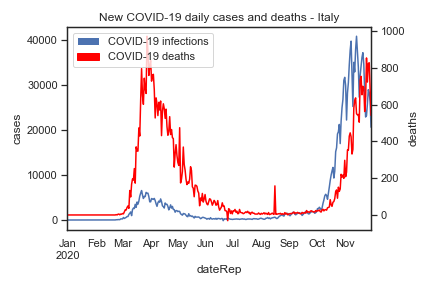 New COVID-19 daily cases and deaths - Italy
COVID-19 infections
COVID-19 deaths
cases
40000
30000
20000
10000
0
deaths
1000
800
600
400
200
0
Jan Feb Mar Apr May Jun Jul Aug Sep Oct Nov
2020
dateRep